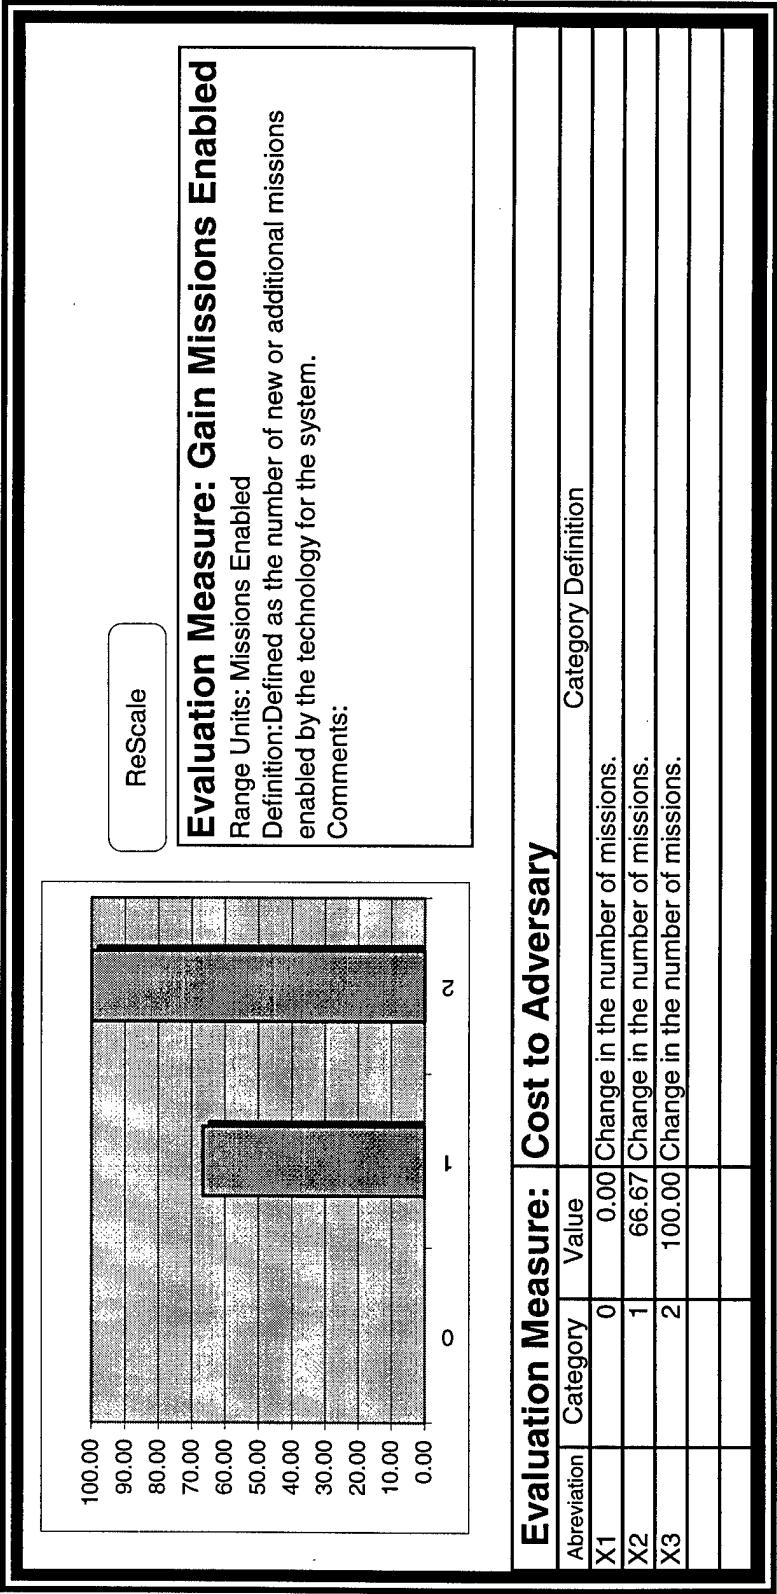 100.00
90.00
80.00
70.00
60.00
50.00
40.00
30.00
20.00
10.00
0.00
0 1 2
ReScale
Evaluation Measure: Gain Missions Enabled
Range Units: Missions Enabled
Definition:Defined as the number of new or additional missions
enabled by the technology for the system.
Comments:
Evaluation Measure: Cost to Adversary
Abreviation Category Value Category Definition
X1 0 0.00 Change in the number of missions.
X2 1 66.67 Change in the number of missions.
X3 2 100.00 Change in the number of missions.